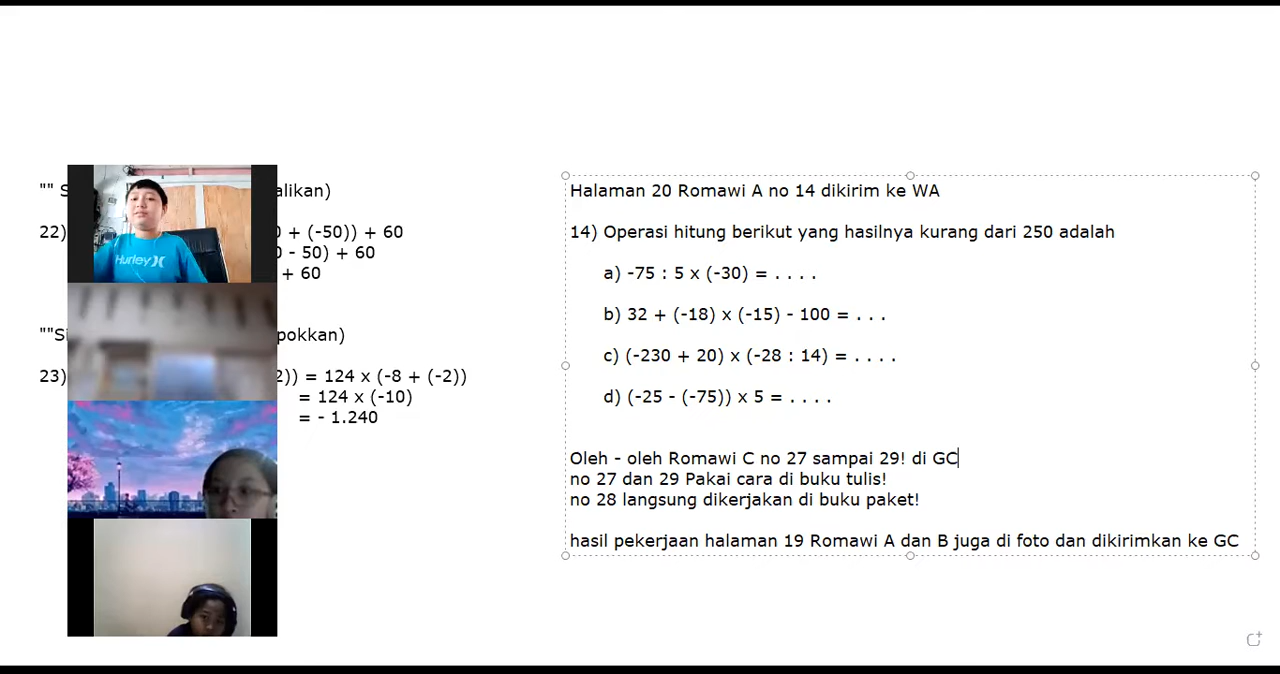 "" S
alikan)
22)
+ (-50)) + 60
- 50) + 60
+ 60
""Si
pokkan)
23)
2)) = 124 x (-8 + (-2))
= 124 x (-10)
= - 1.240
Hurley
Halaman 20 Romawi A no 14 dikirim ke WA
14) Operasi hitung berikut yang hasilnya kurang dari 250 adalah
a) -75 : 5 x (-30) = . . . .
b) 32 + (-18) x (-15) - 100 = . . .
c) (-230 + 20) x (-28 : 14) = . . . .
d) (-25 - (-75)) x 5 = . . . .
Oleh - oleh Romawi C no 27 sampai 29! di GC
no 27 dan 29 Pakai cara di buku tulis!
no 28 langsung dikerjakan di buku paket!
hasil pekerjaan halaman 19 Romawi A dan B juga di foto dan dikirimkan ke GC